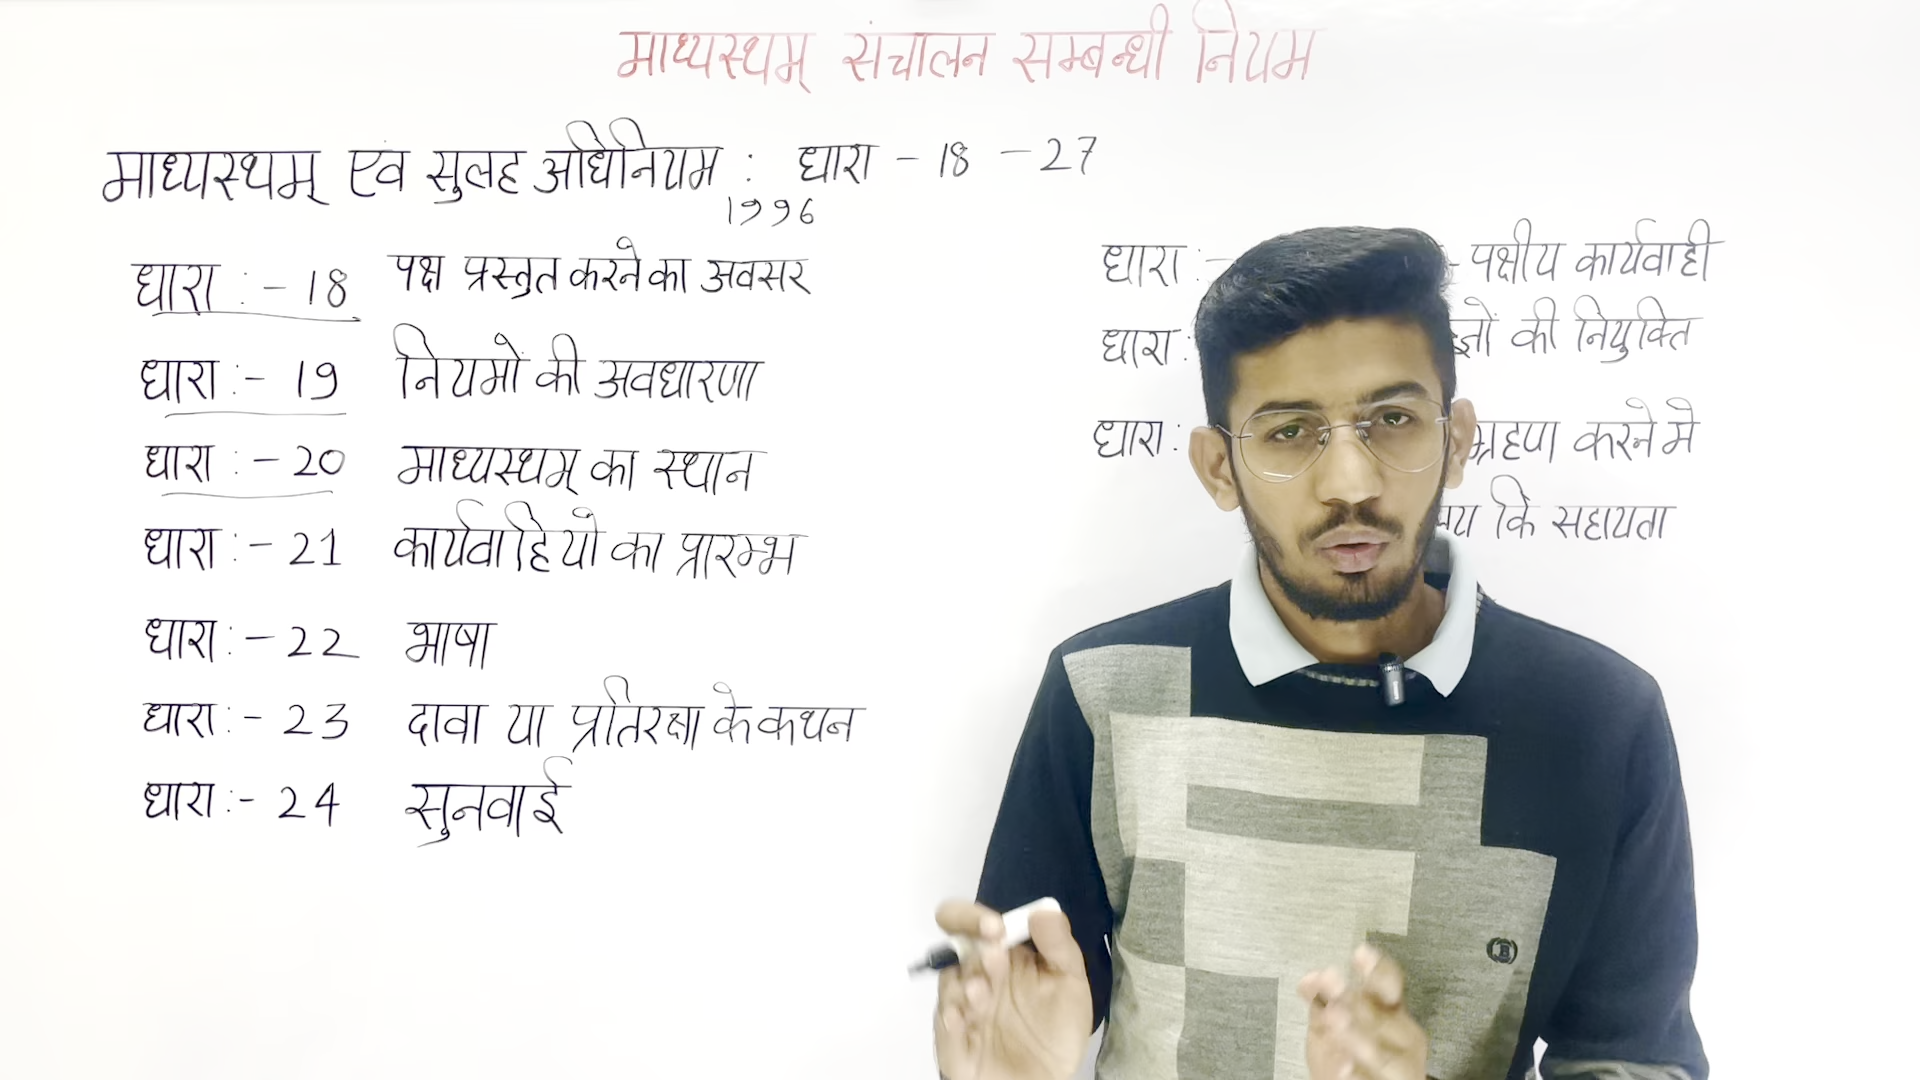 माध्यस्थम् संचालन सम्बन्धी नियम
माध्यस्थम् एवं सुलह अधिनियम : धारा - 18 - 27
1996
धारा :- 18 पक्ष प्रस्तुत करने का अवसर
धारा :- 19 नियमो की अवधारणा
धारा :- 20 माध्यस्थम् का स्थान
धारा :- 21 कार्यवाहियो का प्रारम्भ
धारा :- 22 भाषा
धारा :- 23 दावा या प्रतिरक्षा के कथन
धारा :- 24 सुनवाई
धारा :- पक्षीय कार्यवाही
धारा : की नियुक्ति
धारा : ग्रहण करने मे
कि सहायता